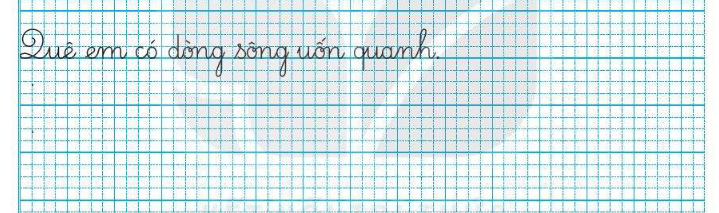 Quê em có dòng sông uốn quanh.